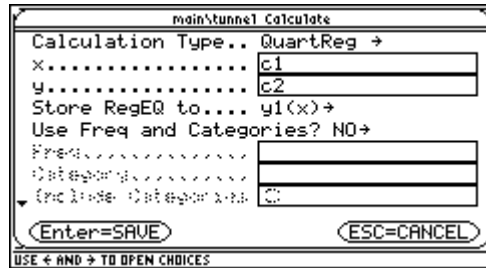 main\tunnel Calculate
Calculation Type.. QuartReg →
x................. c1
y................. c2
Store RegEQ to.... y1(x)→
Use Freq and Categories? NO→
Freq..............
Category..........
Include Categories {}
Enter=SAVE ESC=CANCEL
USE ← AND → TO OPEN CHOICES